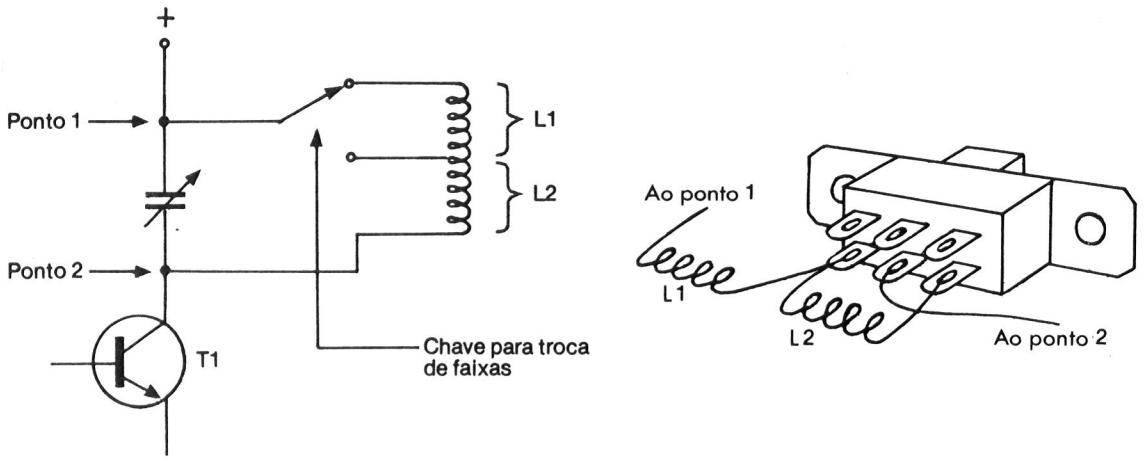 +
Ponto 1
L1
L2
Ponto 2
T1
Chave para troca
de faixas
Ao ponto 1
L1
L2
Ao ponto 2